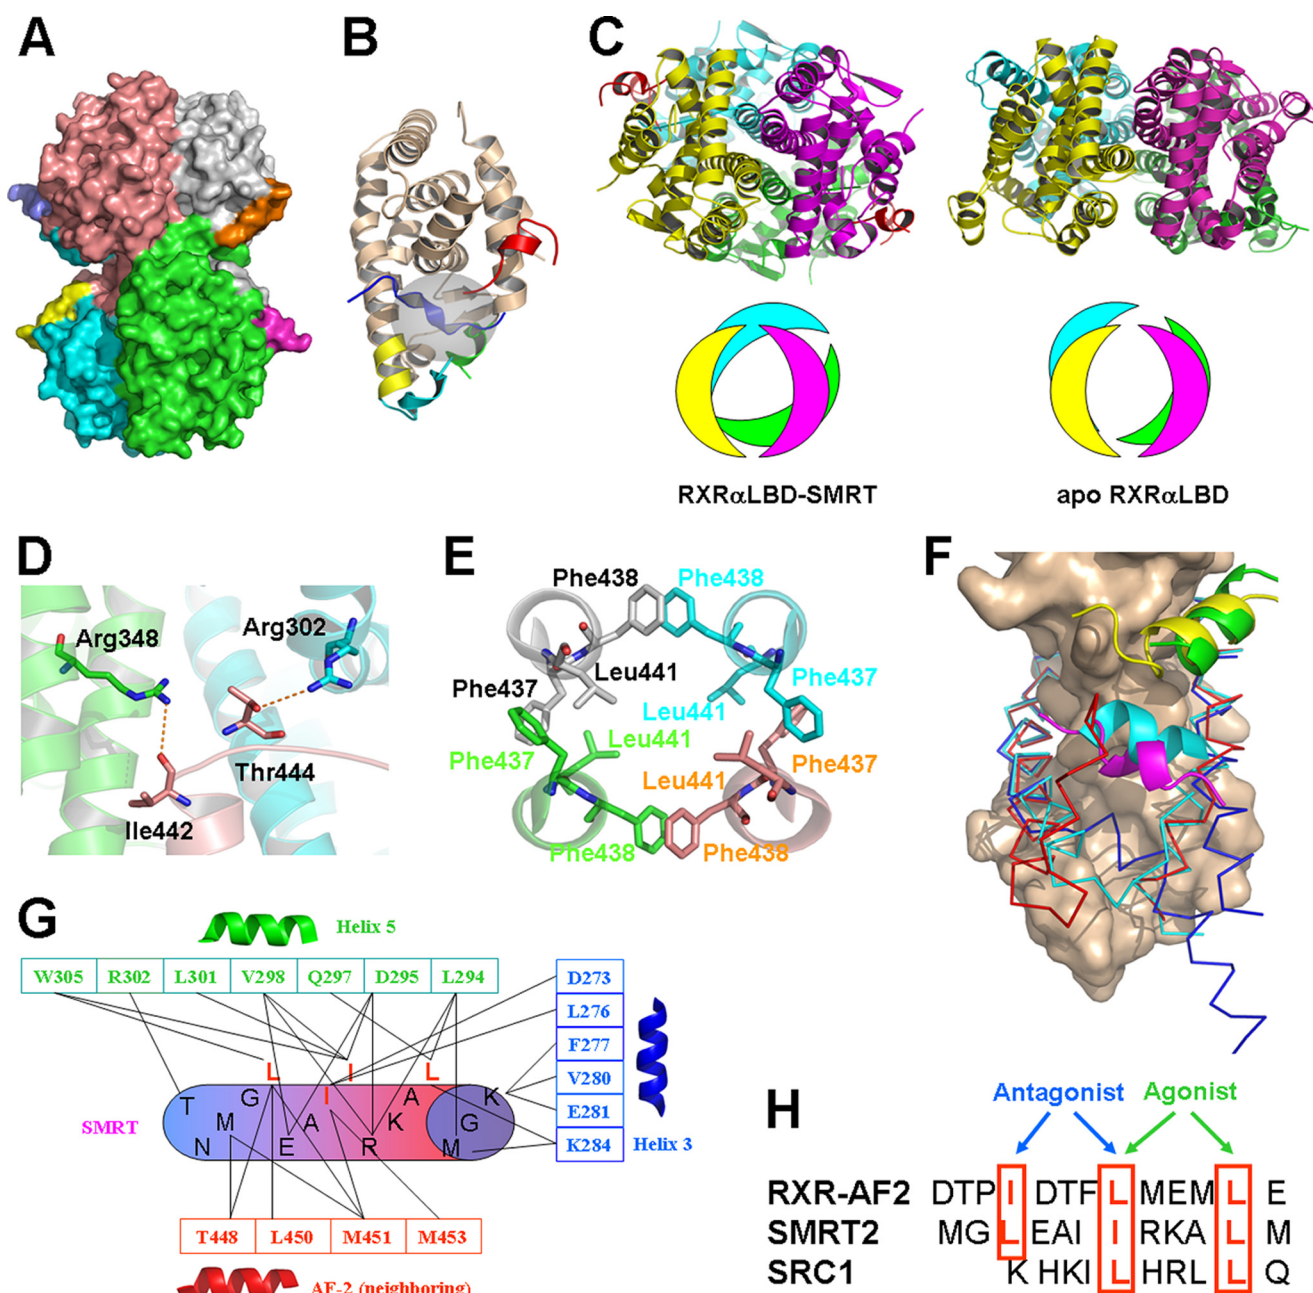 A
B
C
RXRαLBD-SMRT
apo RXRαLBD
D
Arg348
Arg302
Thr444
Ile442
E
Phe438
Phe438
Leu441
Phe437
Phe437
Leu441
Leu441
Phe437
Phe437
Leu441
Phe438
Phe438
F
G
Helix 5
W305 R302 L301 V298 Q297 D295 L294
D273
L276
F277
V280
E281
K284
Helix 3
SMRT
L I L
T G I A K
M A K G
N E R M
T448 L450 M451 M453
AF-2 (neighboring)
H
Antagonist Agonist
RXR-AF2 DTP I DTF L MEM L E
SMRT2 MG L EAI I RKA L M
SRC1 K HKI L HRL L Q